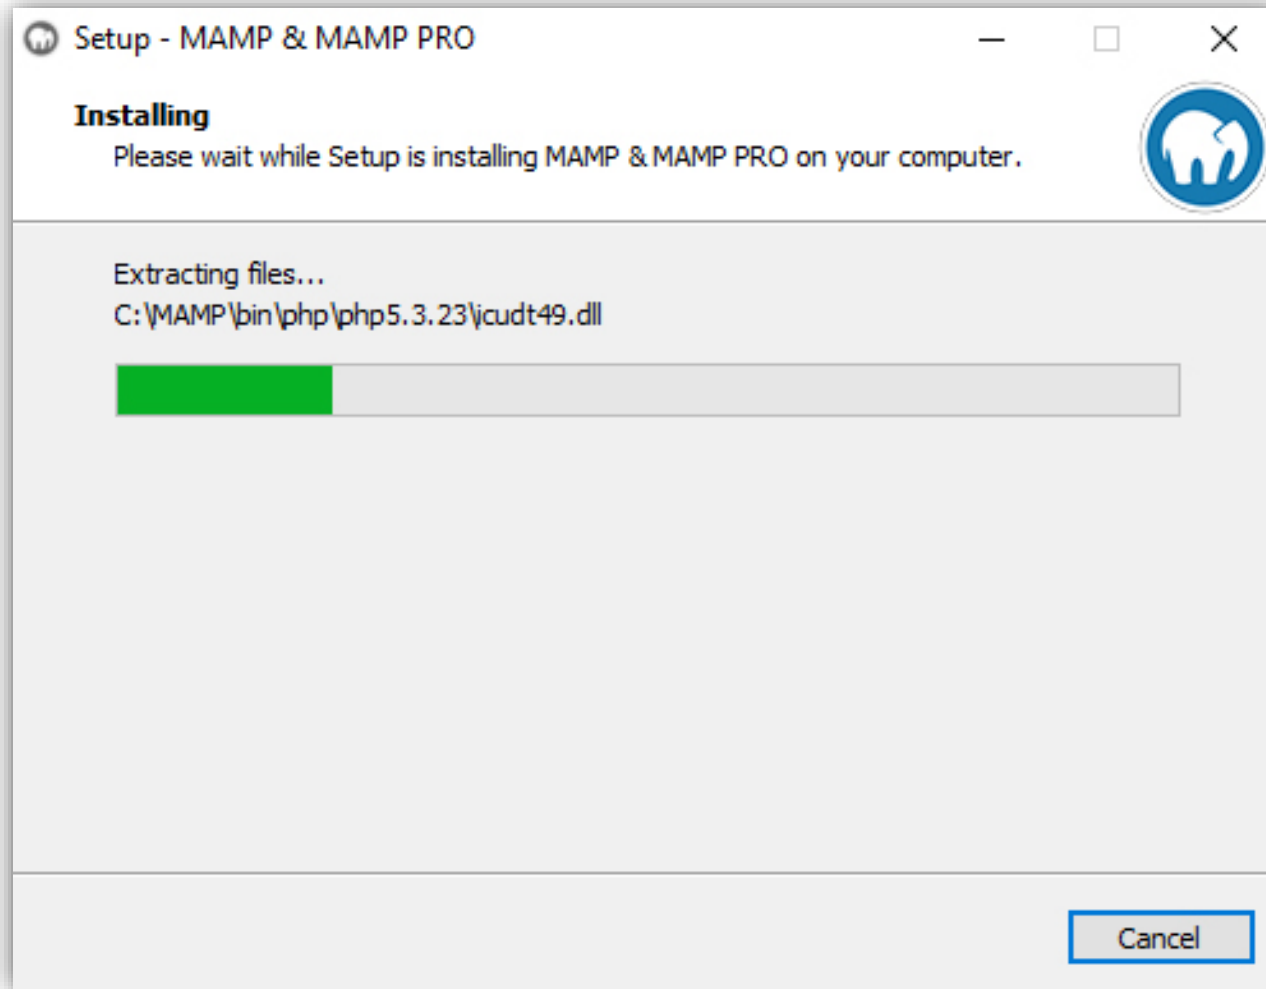 Setup - MAMP & MAMP PRO
Installing
Please wait while Setup is installing MAMP & MAMP PRO on your computer.
Extracting files...
C:\MAMP\bin\php\php5.3.23\icudt49.dll
Cancel